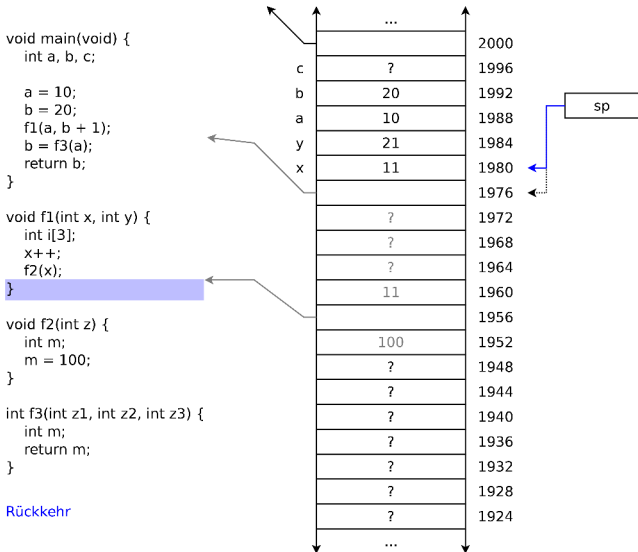 void main(void) {
int a, b, c;
a = 10;
b = 20;
f1(a, b + 1);
b = f3(a);
return b;
}
void f1(int x, int y) {
int i[3];
x++;
f2(x);
}
void f2(int z) {
int m;
m = 100;
}
int f3(int z1, int z2, int z3) {
int m;
return m;
}
Rückkehr
...
2000
c ? 1996
b 20 1992
a 10 1988
y 21 1984
x 11 1980
1976
? 1972
? 1968
? 1964
11 1960
1956
100 1952
? 1948
? 1944
? 1940
? 1936
? 1932
? 1928
? 1924
...
sp